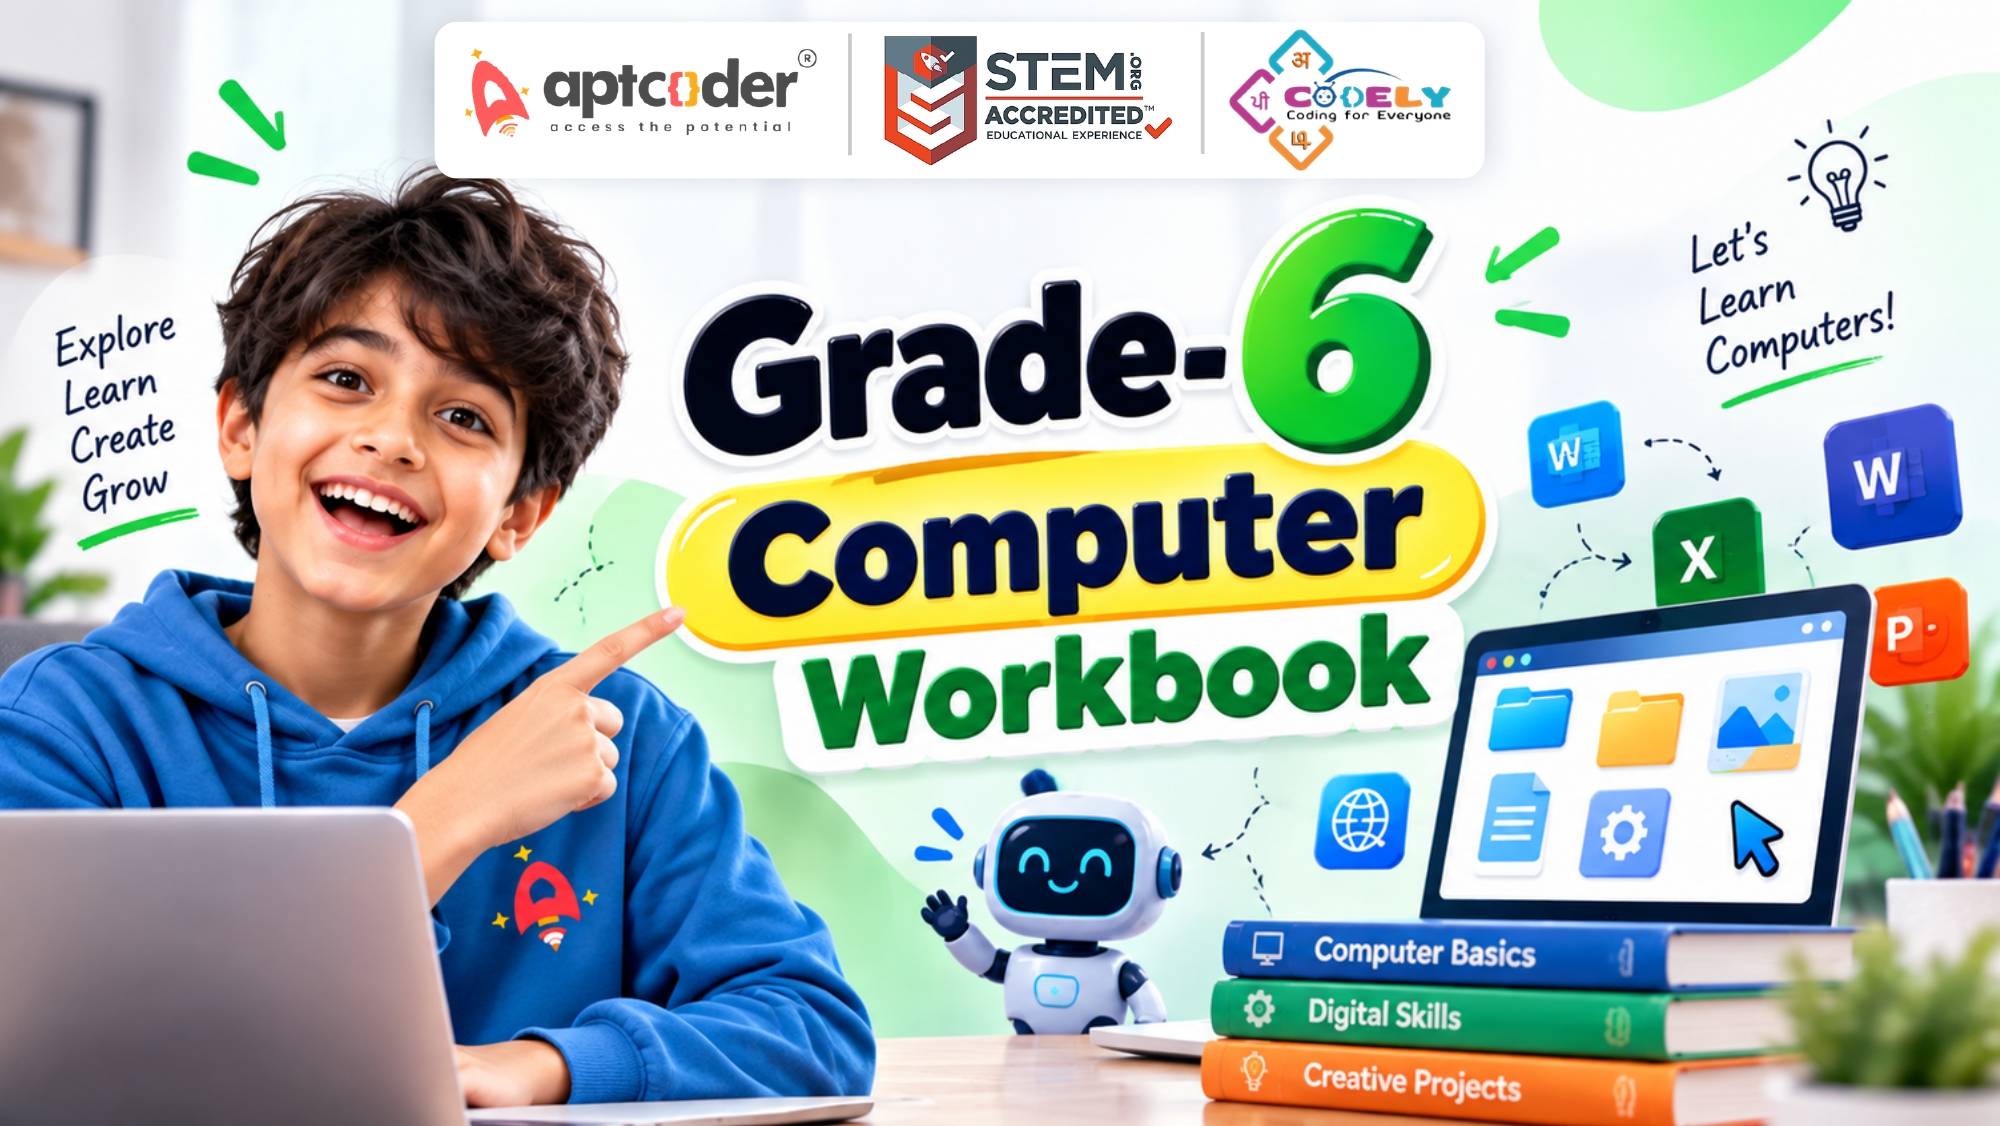 aptcoder®
access the potential
STEM.ORG
ACCREDITED™
EDUCATIONAL EXPERIENCE
अ
पी
CODELY
Coding for Everyone
Explore
Learn
Create
Grow
Grade-6
Computer
Workbook
Let's
Learn
Computers!
W
W
X
P
Computer Basics
Digital Skills
Creative Projects